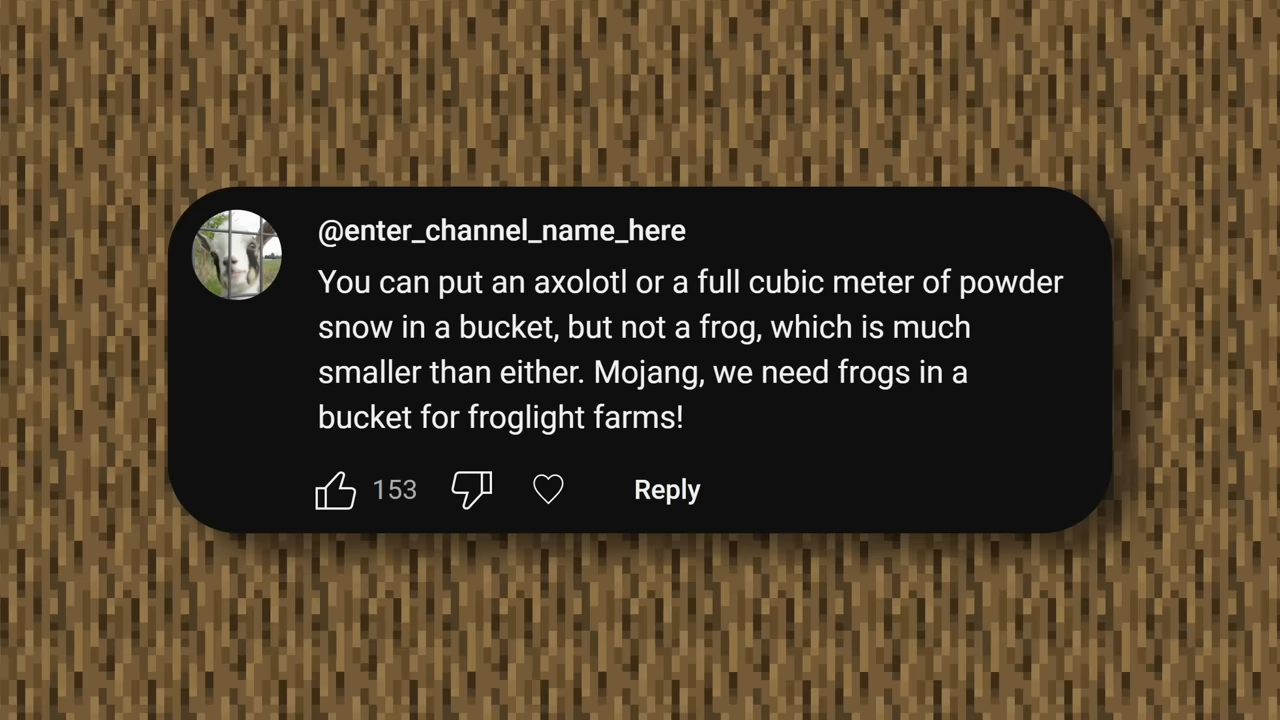 @enter_channel_name_here
You can put an axolotl or a full cubic meter of powder
snow in a bucket, but not a frog, which is much
smaller than either. Mojang, we need frogs in a
bucket for froglight farms!
153 Reply